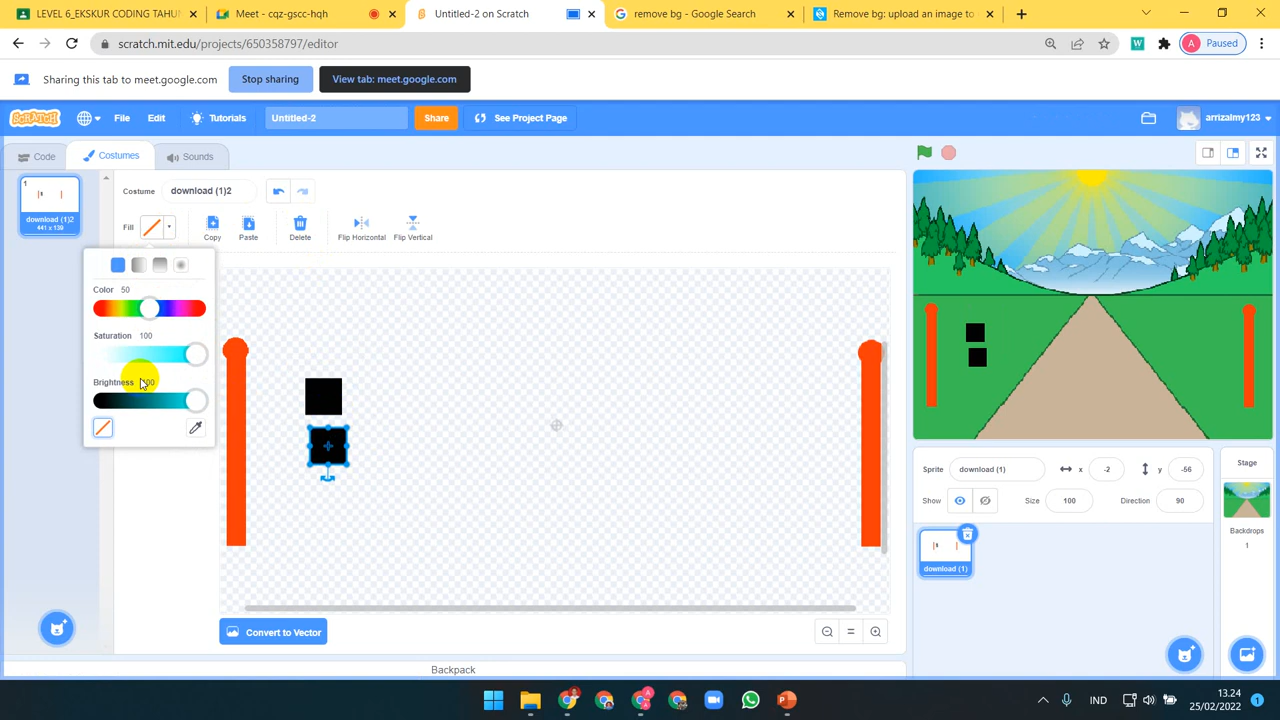 LEVEL 6_EKSKUR CODING TAHUN
Meet - cqz-gscc-hqh
Untitled-2 on Scratch
remove bg - Google Search
Remove bg: upload an image to
scratch.mit.edu/projects/650358797/editor
A Paused
Sharing this tab to meet.google.com
Stop sharing
View tab: meet.google.com
SCRATCH
File
Edit
Tutorials
Untitled-2
Share
See Project Page
arrizalmy123
Code
Costumes
Sounds
1
download (1)2
441 x 139
Costume
download (1)2
Fill
Copy
Paste
Delete
Flip Horizontal
Flip Vertical
Color 50
Saturation 100
Brightness
Convert to Vector
Backpack
Sprite
download (1)
x
-2
y
-56
Show
Size
100
Direction
90
download (1)
Stage
Backdrops
1
IND
13.24
25/02/2022
1